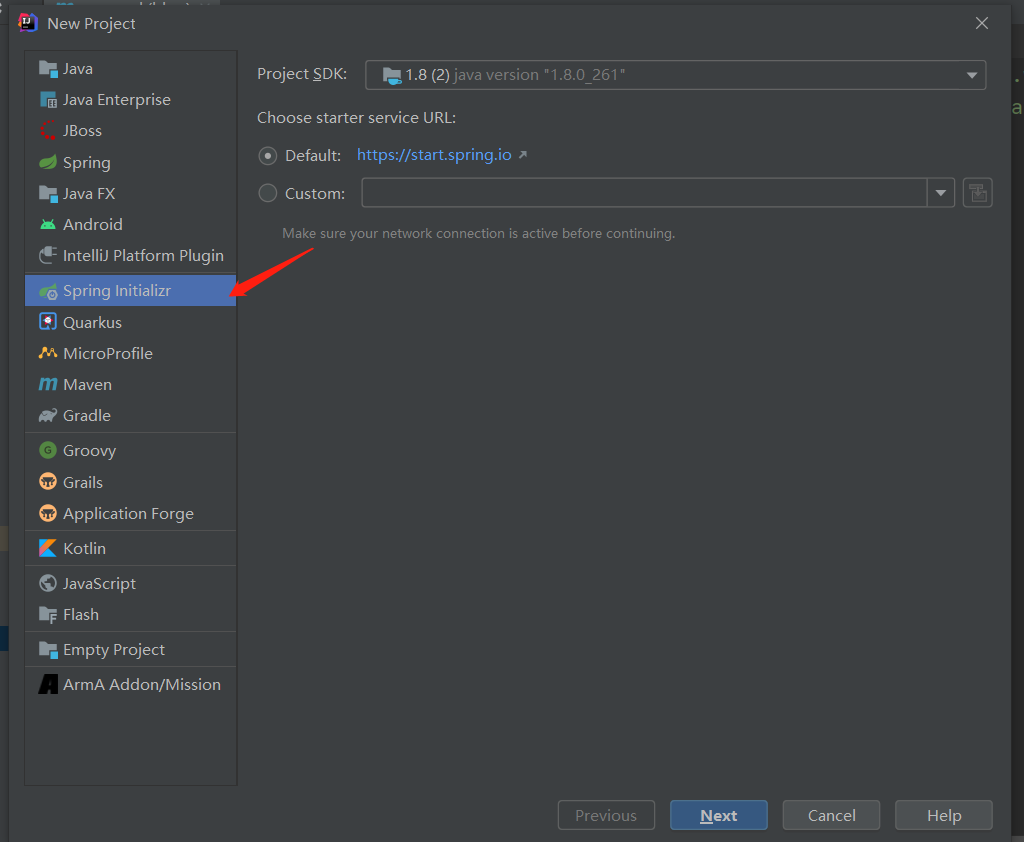 New Project
Java
Java Enterprise
JBoss
Spring
Java FX
Android
IntelliJ Platform Plugin
Spring Initializr
Quarkus
MicroProfile
Maven
Gradle
Groovy
Grails
Application Forge
Kotlin
JavaScript
Flash
Empty Project
ArmA Addon/Mission
Project SDK: 1.8 (2) java version "1.8.0_261"
Choose starter service URL:
Default: https://start.spring.io
Custom:
Make sure your network connection is active before continuing.
Previous Next Cancel Help